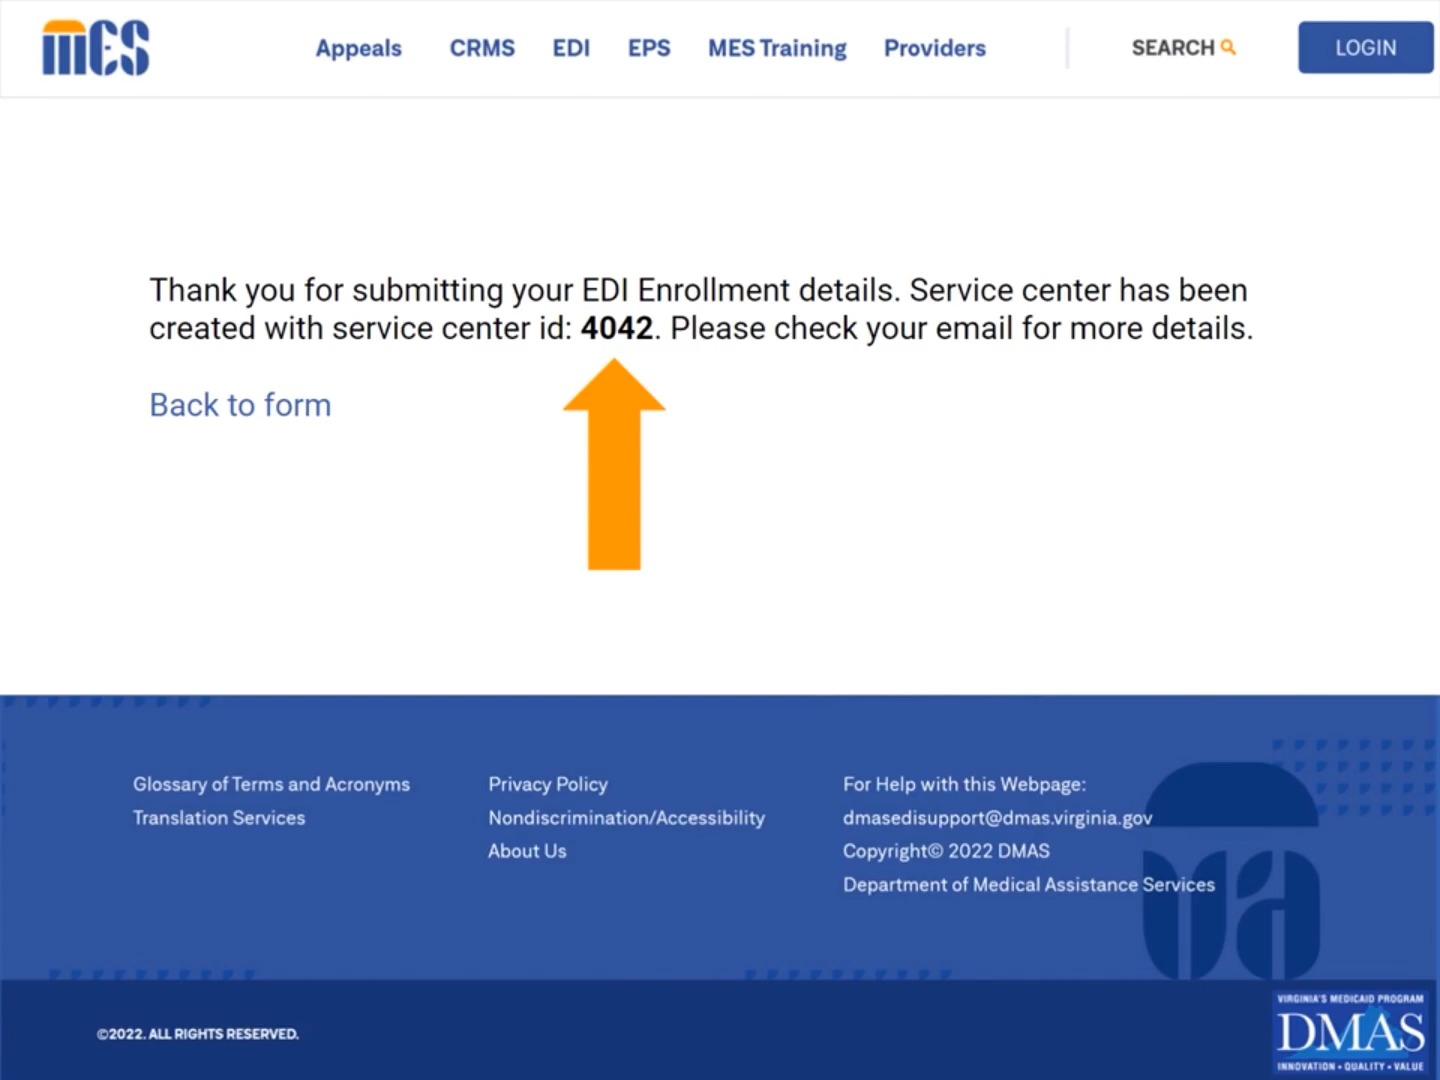 mES
Appeals CRMS EDI EPS MES Training Providers SEARCH LOGIN
Thank you for submitting your EDI Enrollment details. Service center has been
created with service center id: 4042. Please check your email for more details.
Back to form
Glossary of Terms and Acronyms
Translation Services
Privacy Policy
Nondiscrimination/Accessibility
About Us
For Help with this Webpage:
dmasedisupport@dmas.virginia.gov
Copyright© 2022 DMAS
Department of Medical Assistance Services
va
©2022. ALL RIGHTS RESERVED.
VIRGINIA'S MEDICAID PROGRAM
DMAS
INNOVATION • QUALITY • VALUE